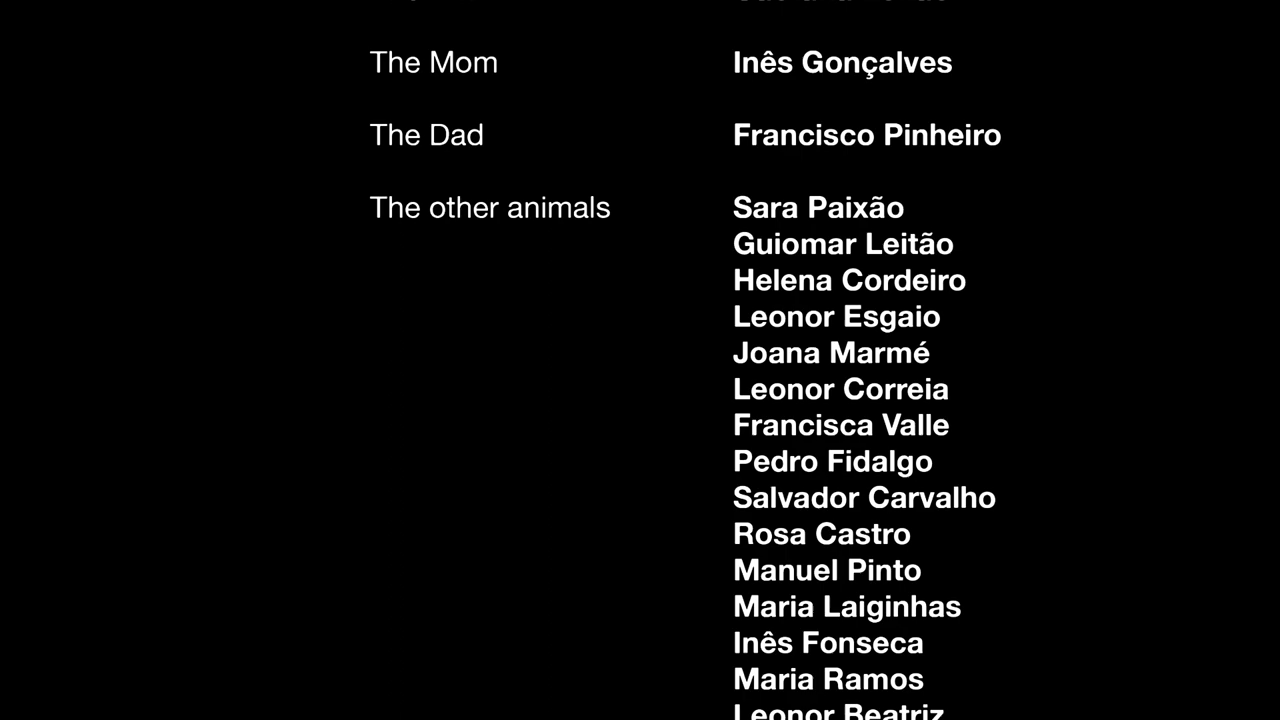 The Mom Inês Gonçalves
The Dad Francisco Pinheiro
The other animals Sara Paixão
Guiomar Leitão
Helena Cordeiro
Leonor Esgaio
Joana Marmé
Leonor Correia
Francisca Valle
Pedro Fidalgo
Salvador Carvalho
Rosa Castro
Manuel Pinto
Maria Laiginhas
Inês Fonseca
Maria Ramos
Leonor Beatriz